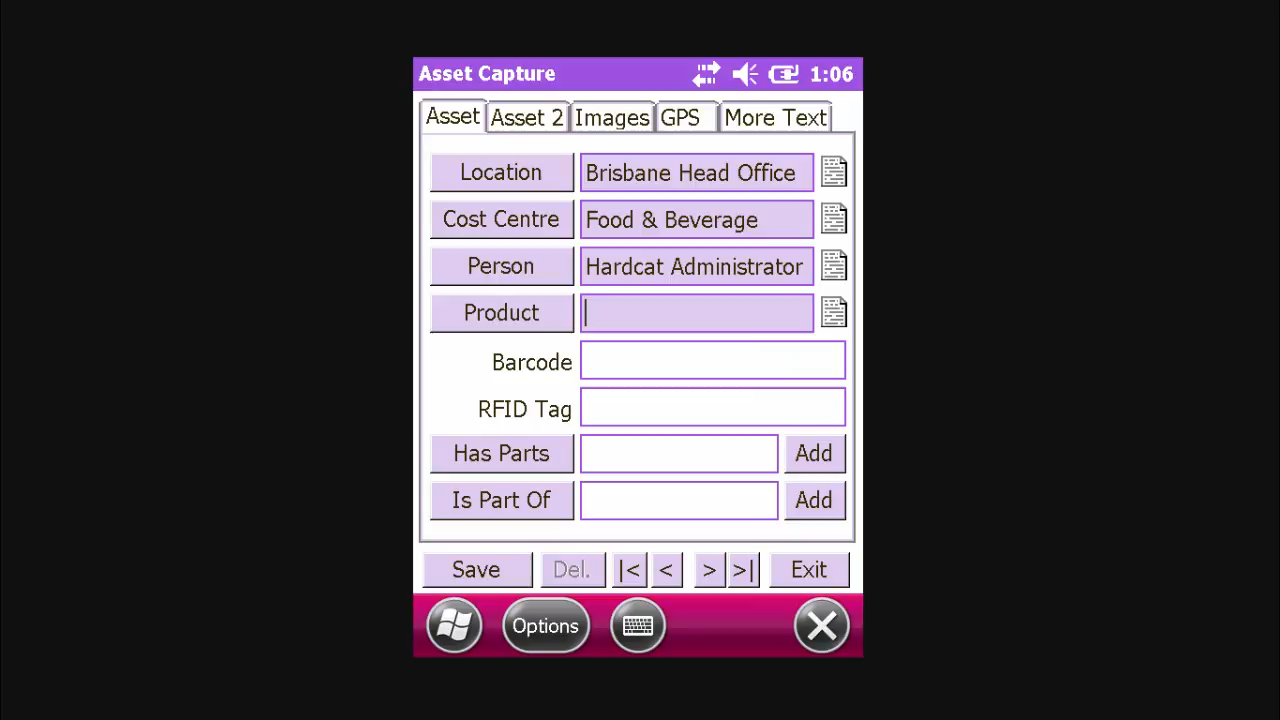 Asset Capture 1:06
Asset Asset 2 Images GPS More Text
Location Brisbane Head Office
Cost Centre Food & Beverage
Person Hardcat Administrator
Product
Barcode
RFID Tag
Has Parts Add
Is Part Of Add
Save Del. |< < > >| Exit
Options